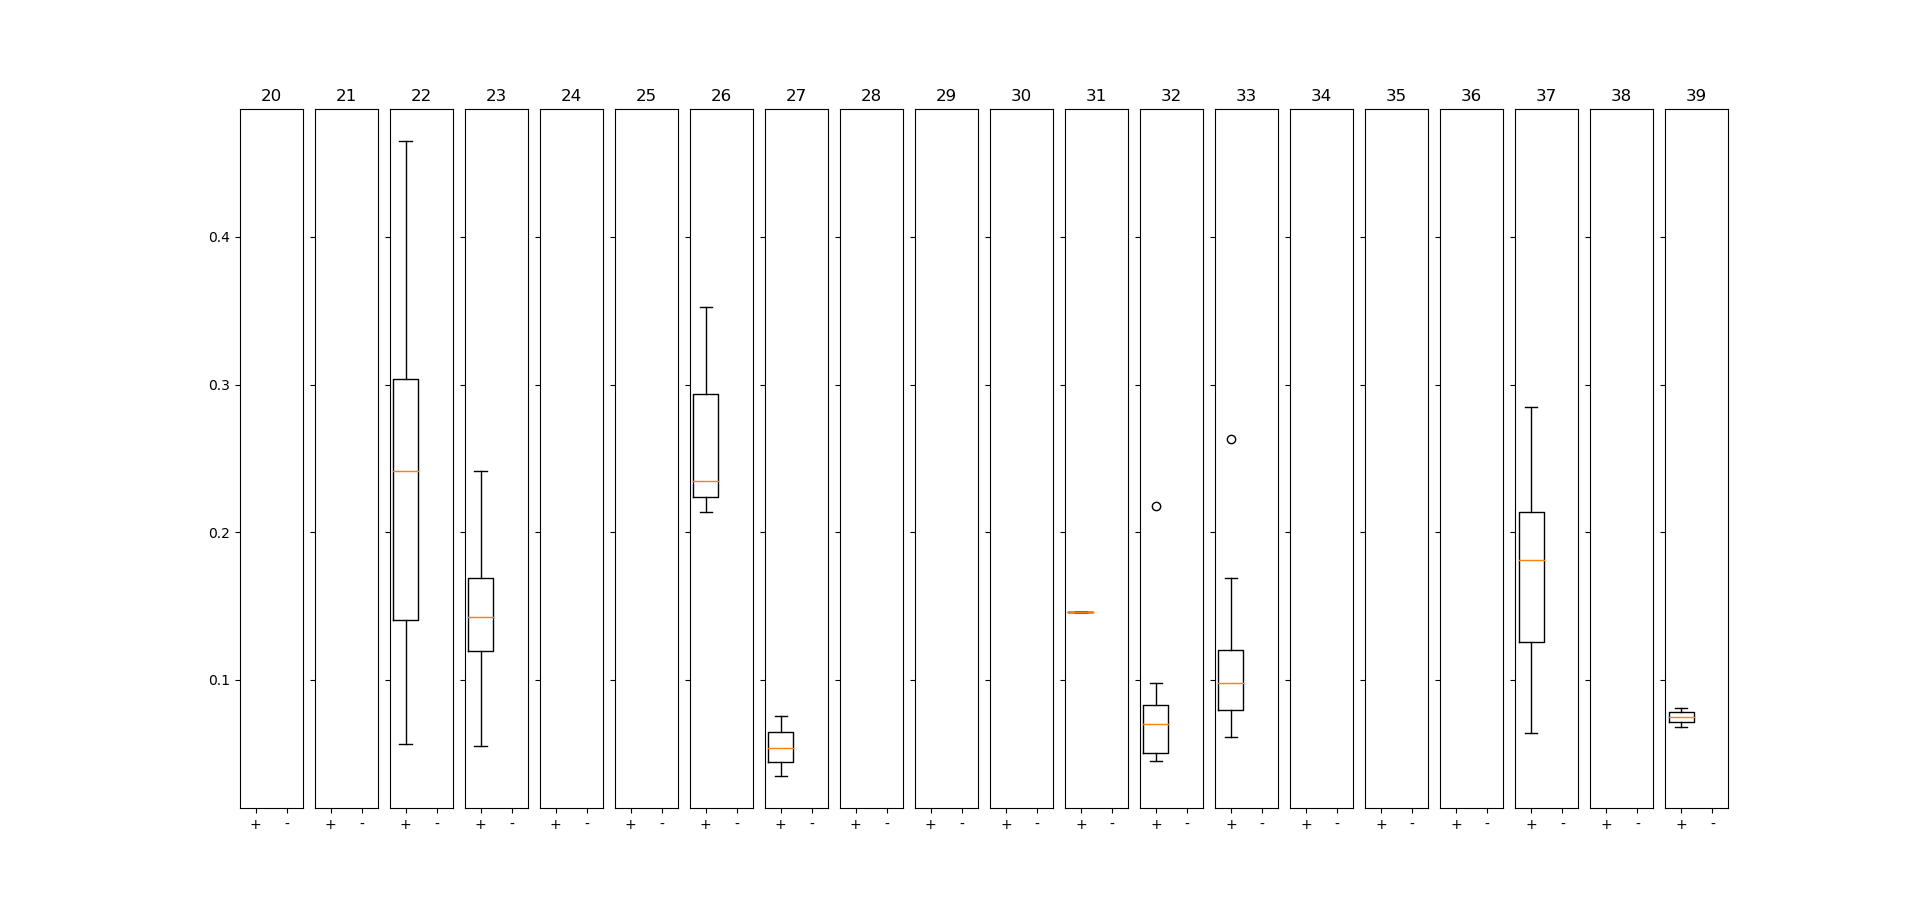 20 21 22 23 24 25 26 27 28 29 30 31 32 33 34 35 36 37 38 39
0.4
0.3
0.2
0.1
+ - + - + - + - + - + - + - + - + - + - + - + - + - + - + - + - + - + - + - + -